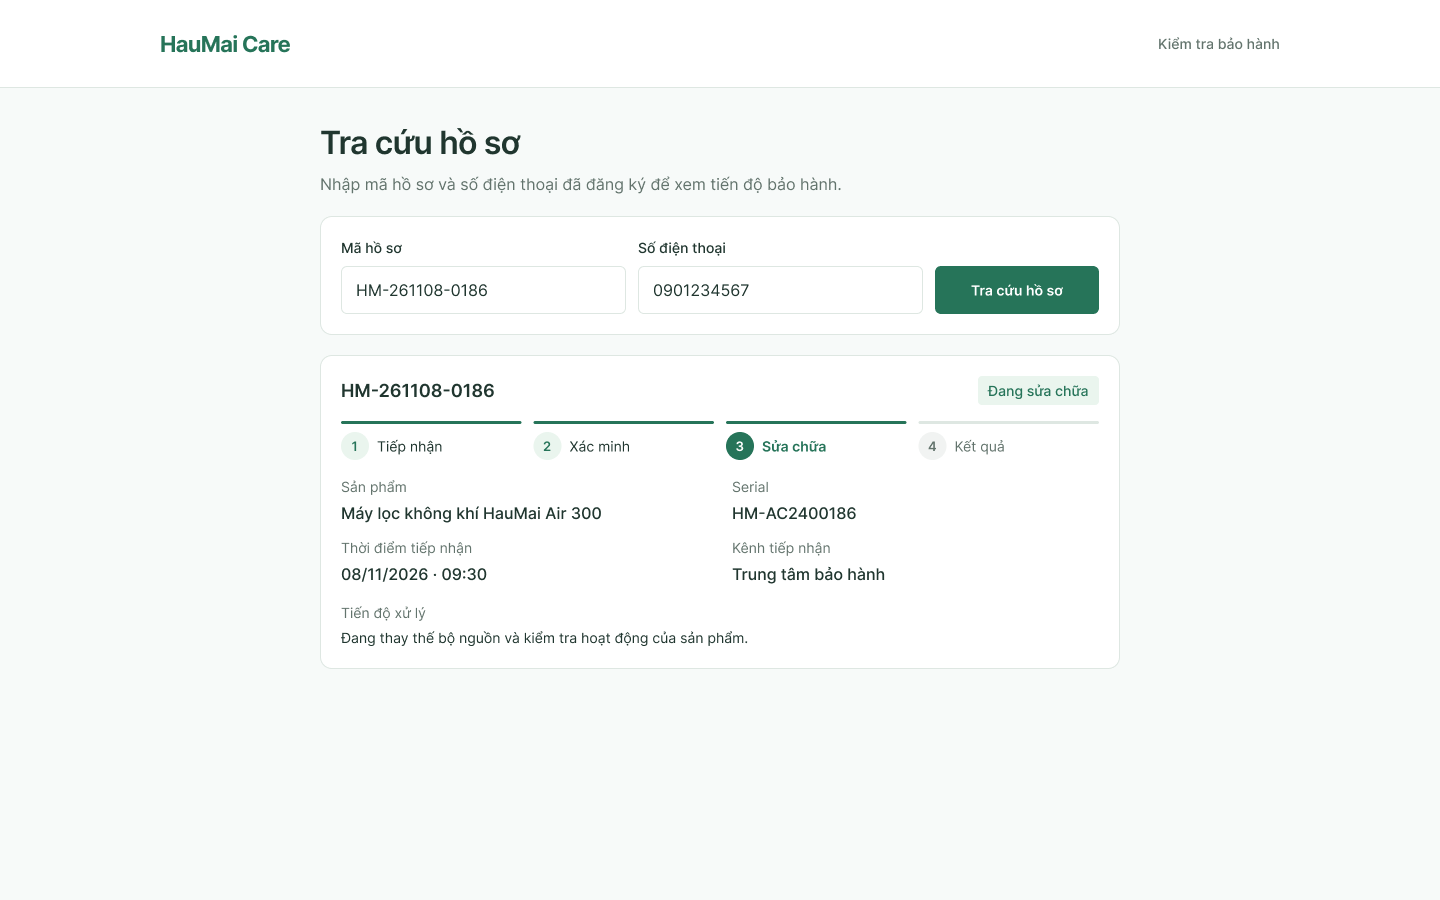 HauMai Care
Kiểm tra bảo hành
Tra cứu hồ sơ
Nhập mã hồ sơ và số điện thoại đã đăng ký để xem tiến độ bảo hành.
Mã hồ sơ
Số điện thoại
HM-261108-0186
0901234567
Tra cứu hồ sơ
HM-261108-0186
Đang sửa chữa
1 Tiếp nhận
2 Xác minh
3 Sửa chữa
4 Kết quả
Sản phẩm
Serial
Máy lọc không khí HauMai Air 300
HM-AC2400186
Thời điểm tiếp nhận
Kênh tiếp nhận
08/11/2026 · 09:30
Trung tâm bảo hành
Tiến độ xử lý
Đang thay thế bộ nguồn và kiểm tra hoạt động của sản phẩm.